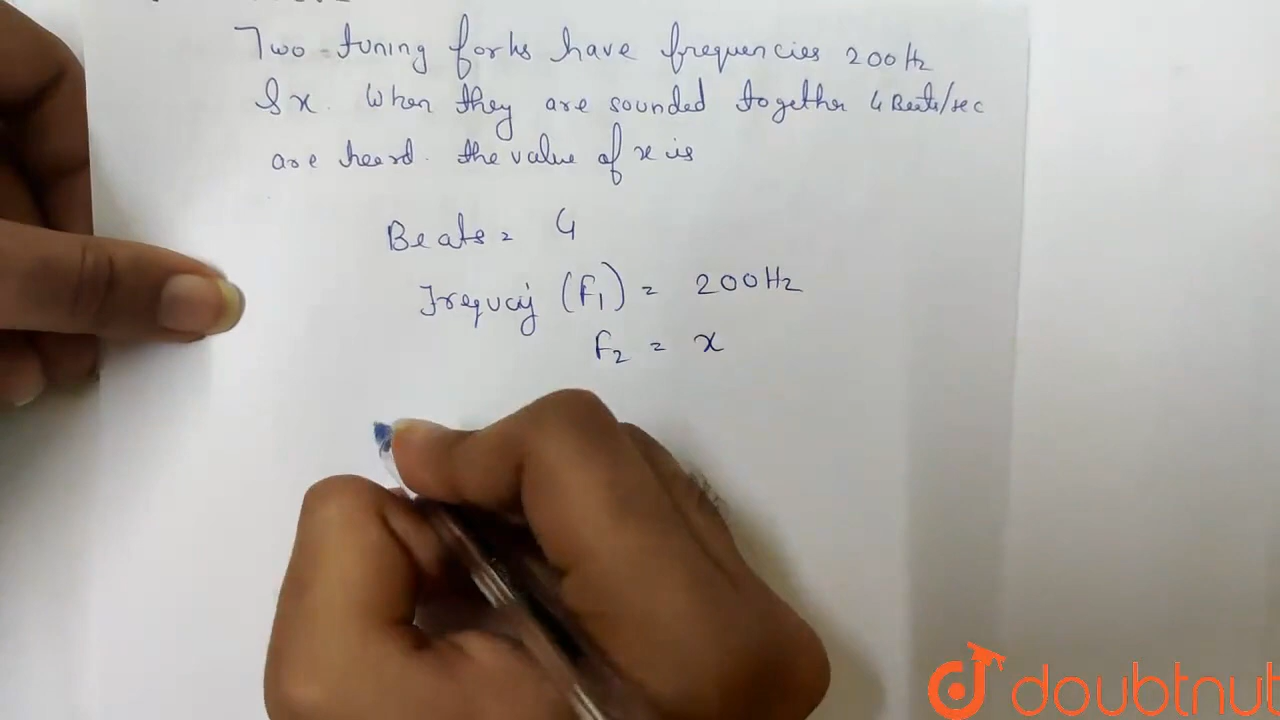 Two tuning forks have frequencies 200Hz
& x. When they are sounded together 4 Beats/sec
are heard. the value of x is
Beats = 4
(F1) = 200Hz
F2 = x
doubtnut